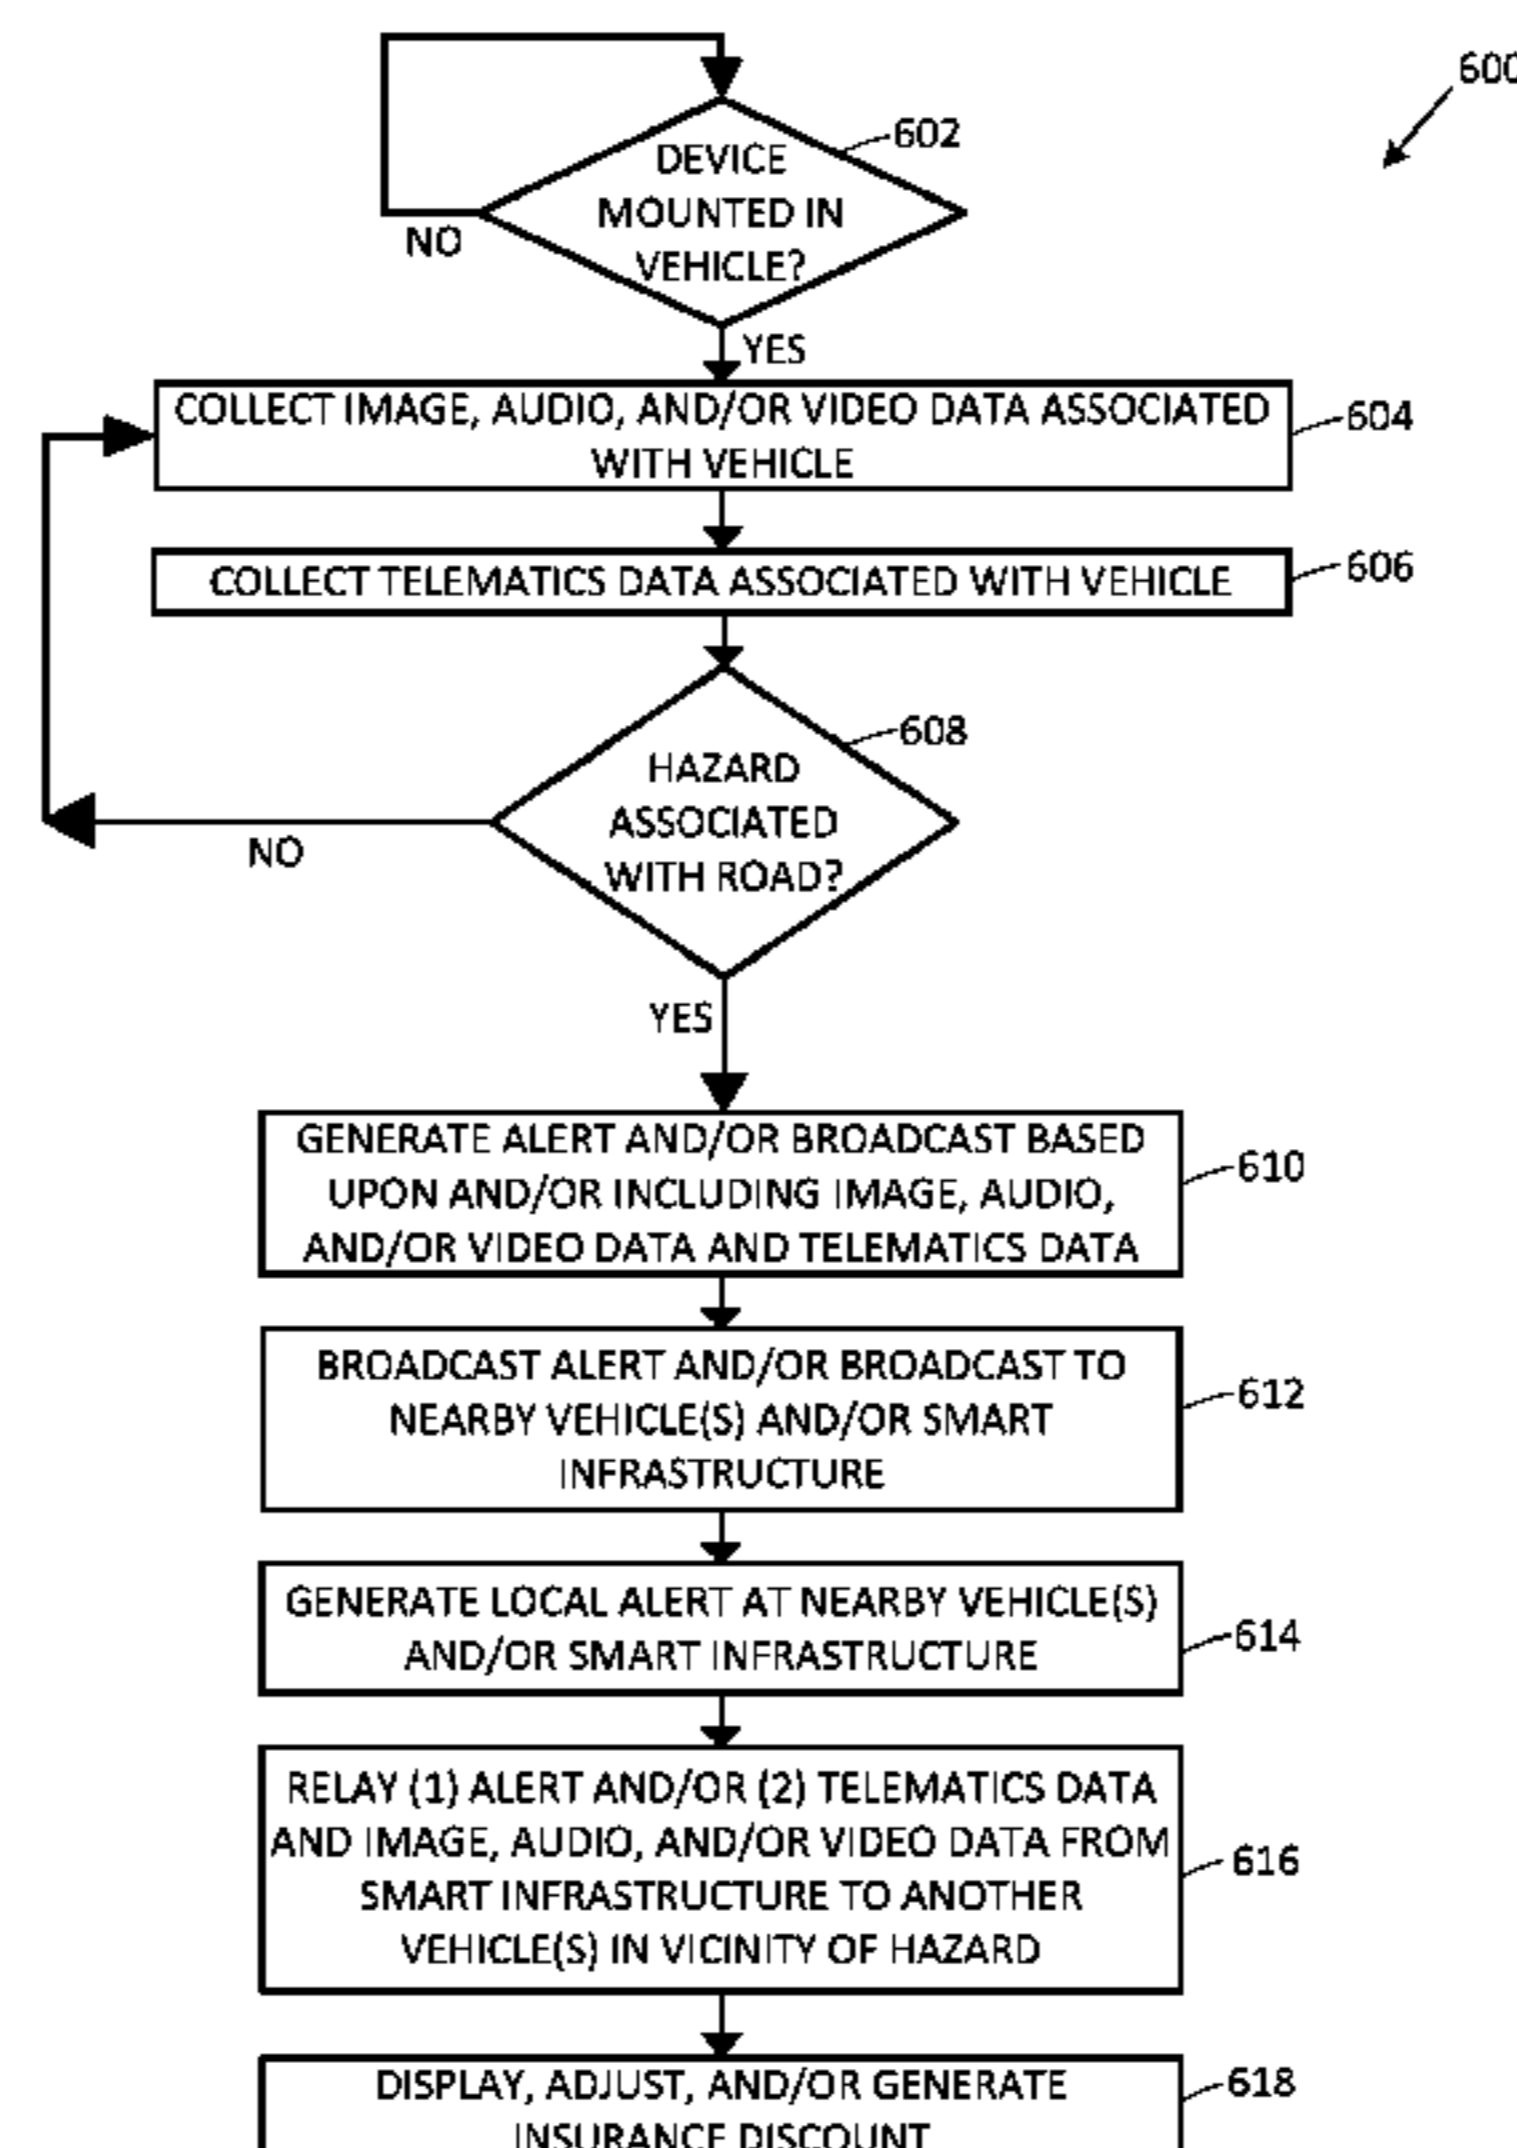 600
602
DEVICE
MOUNTED IN
VEHICLE?
NO
YES
COLLECT IMAGE, AUDIO, AND/OR VIDEO DATA ASSOCIATED
WITH VEHICLE
604
COLLECT TELEMATICS DATA ASSOCIATED WITH VEHICLE
606
608
HAZARD
ASSOCIATED
WITH ROAD?
NO
YES
GENERATE ALERT AND/OR BROADCAST BASED
UPON AND/OR INCLUDING IMAGE, AUDIO,
AND/OR VIDEO DATA AND TELEMATICS DATA
610
BROADCAST ALERT AND/OR BROADCAST TO
NEARBY VEHICLE(S) AND/OR SMART
INFRASTRUCTURE
612
GENERATE LOCAL ALERT AT NEARBY VEHICLE(S)
AND/OR SMART INFRASTRUCTURE
614
RELAY (1) ALERT AND/OR (2) TELEMATICS DATA
AND IMAGE, AUDIO, AND/OR VIDEO DATA FROM
SMART INFRASTRUCTURE TO ANOTHER
VEHICLE(S) IN VICINITY OF HAZARD
616
DISPLAY, ADJUST, AND/OR GENERATE
INSURANCE DISCOUNT
618